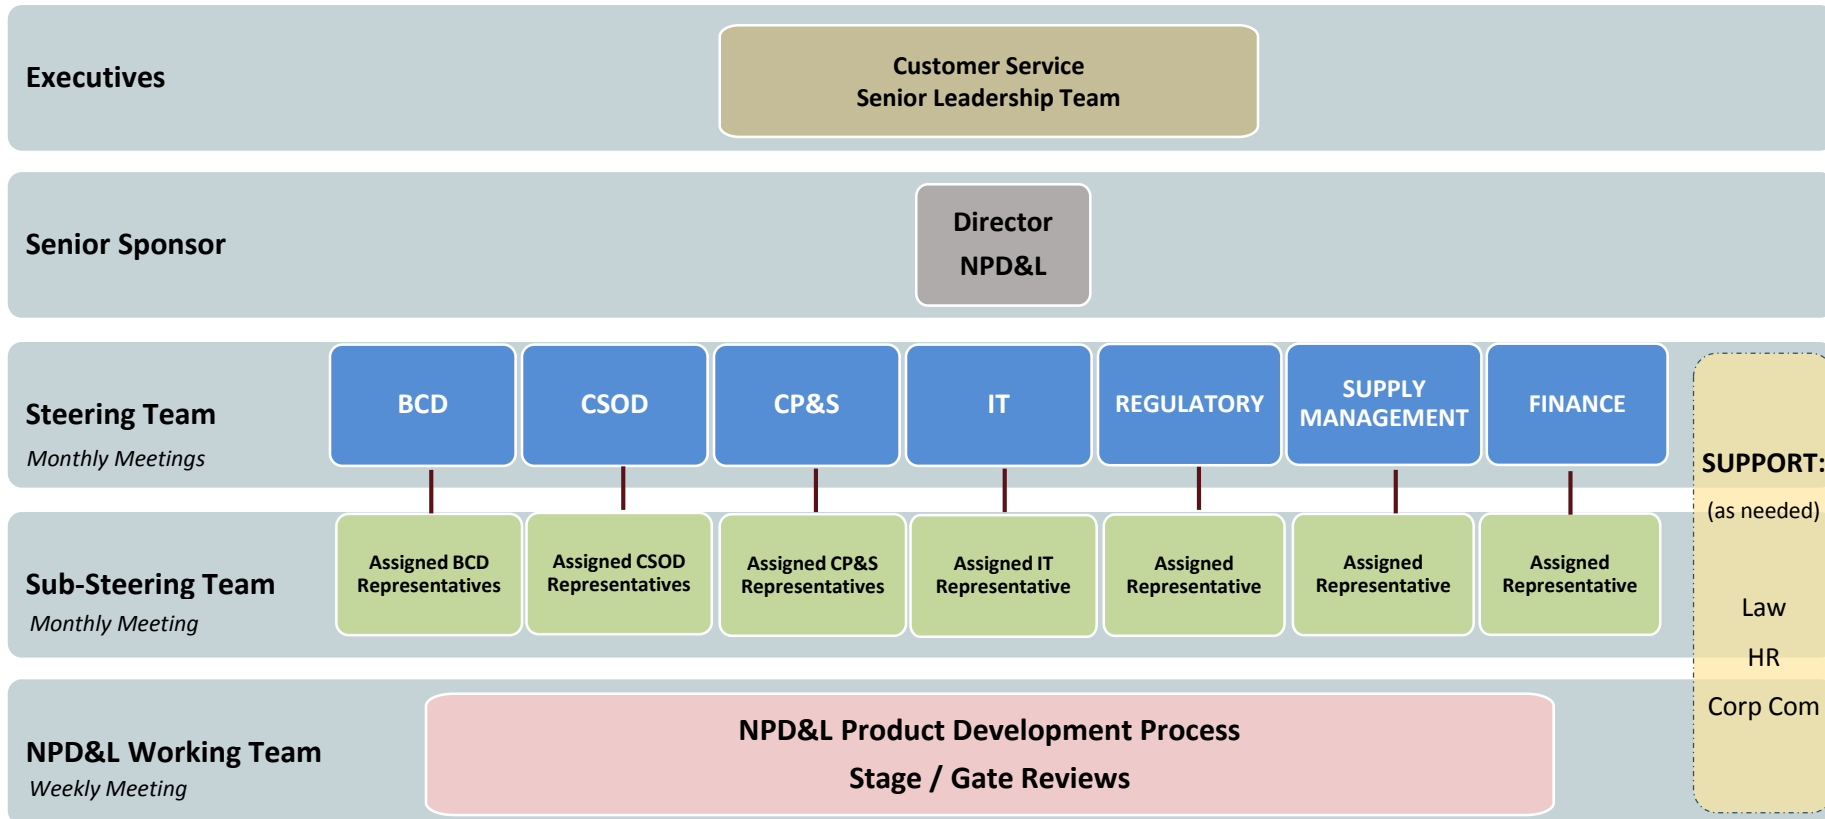 Executives
Customer Service
Senior Leadership Team
Senior Sponsor
Director
NPD&L
Steering Team
Monthly Meetings
BCD
CSOD
CP&S
IT
REGULATORY
SUPPLY
MANAGEMENT
FINANCE
Sub-Steering Team
Monthly Meeting
Assigned BCD
Representatives
Assigned CSOD
Representatives
Assigned CP&S
Representatives
Assigned IT
Representative
Assigned
Representative
Assigned
Representative
Assigned
Representative
NPD&L Working Team
Weekly Meeting
NPD&L Product Development Process
Stage / Gate Reviews
SUPPORT:
(as needed)
Law
HR
Corp Com